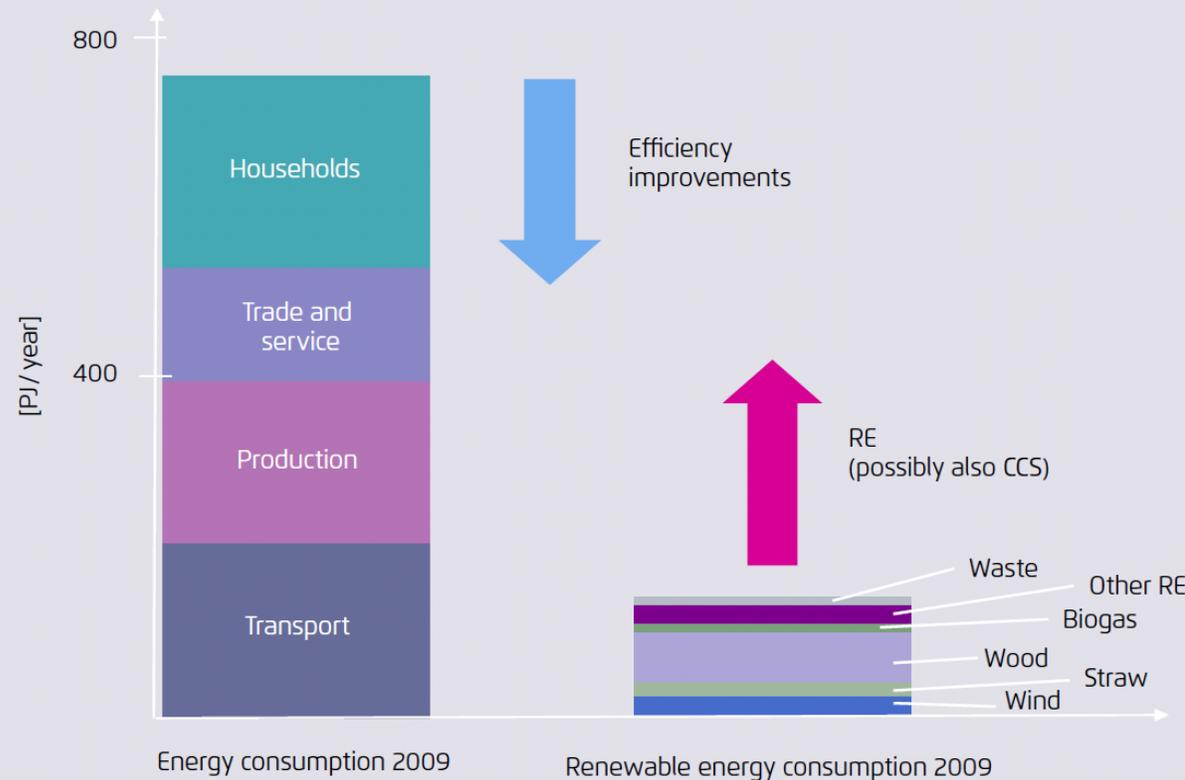 800
Households
Efficiency
improvements
Trade and
service
[PJ / year]
400
RE
(possibly also CCS)
Production
Waste
Other RE
Biogas
Transport
Wood
Straw
Wind
Energy consumption 2009
Renewable energy consumption 2009